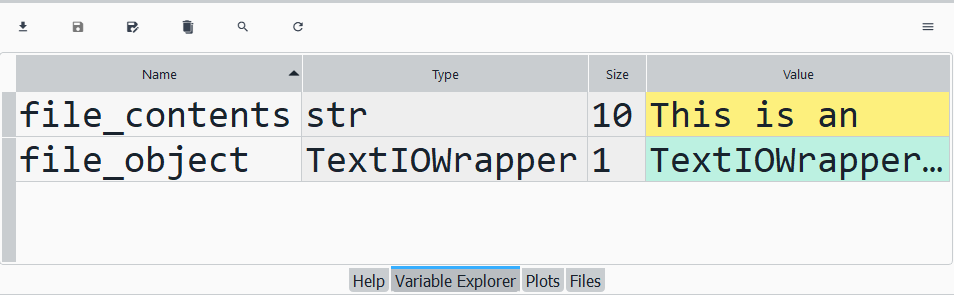 Name Type Size Value
file_contents str 10 This is an
file_object TextIOWrapper 1 TextIOWrapper…
Help Variable Explorer Plots Files